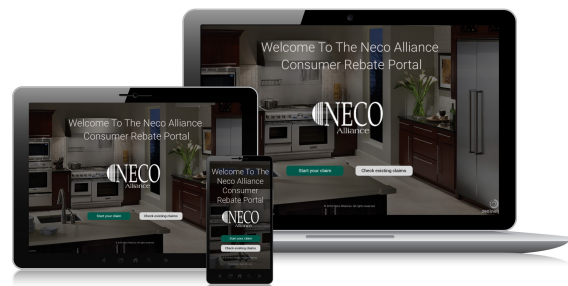 Welcome To The Neco Alliance
Consumer Rebate Portal
NECO
Alliance
Start your claim
Check existing claims
Welcome To The Neco Alliance
Consumer Rebate Portal
NECO
Alliance
Start your claim
Check existing claims
Welcome To The
Neco Alliance
Consumer
Rebate Portal
NECO
Alliance
Start your claim
Check existing claims